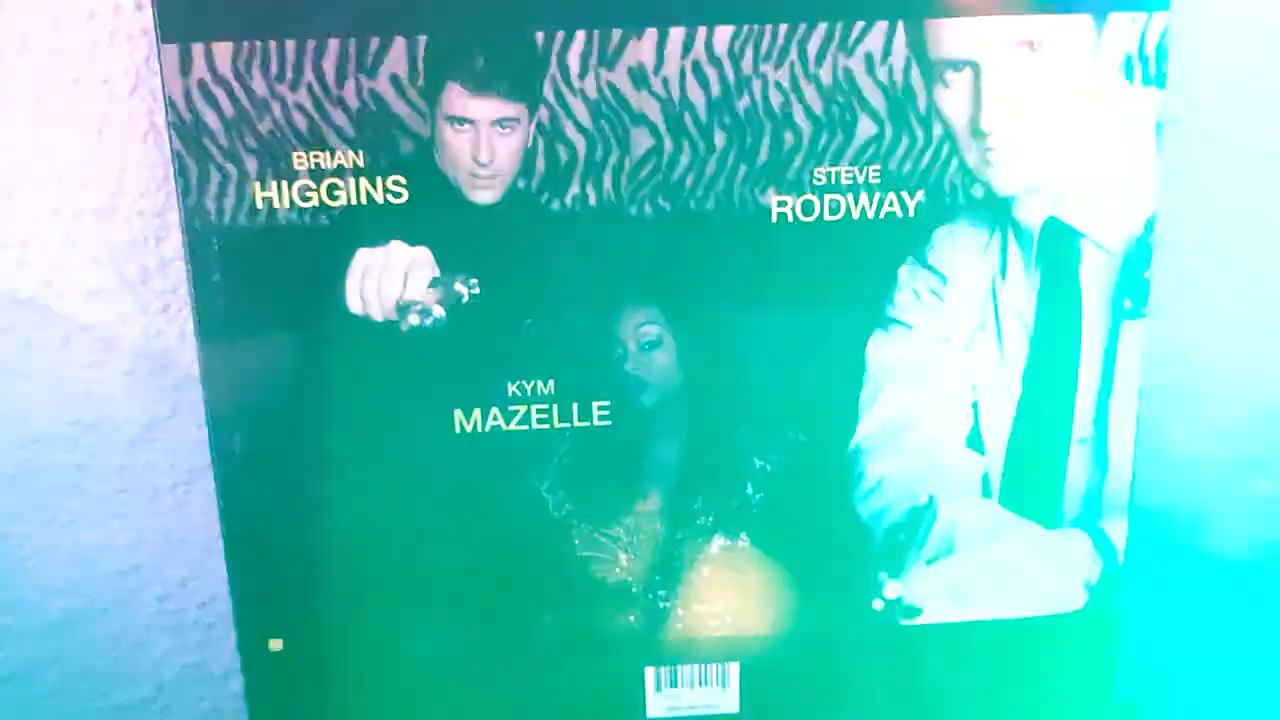 BRIAN
HIGGINS
STEVE
RODWAY
KYM
MAZELLE